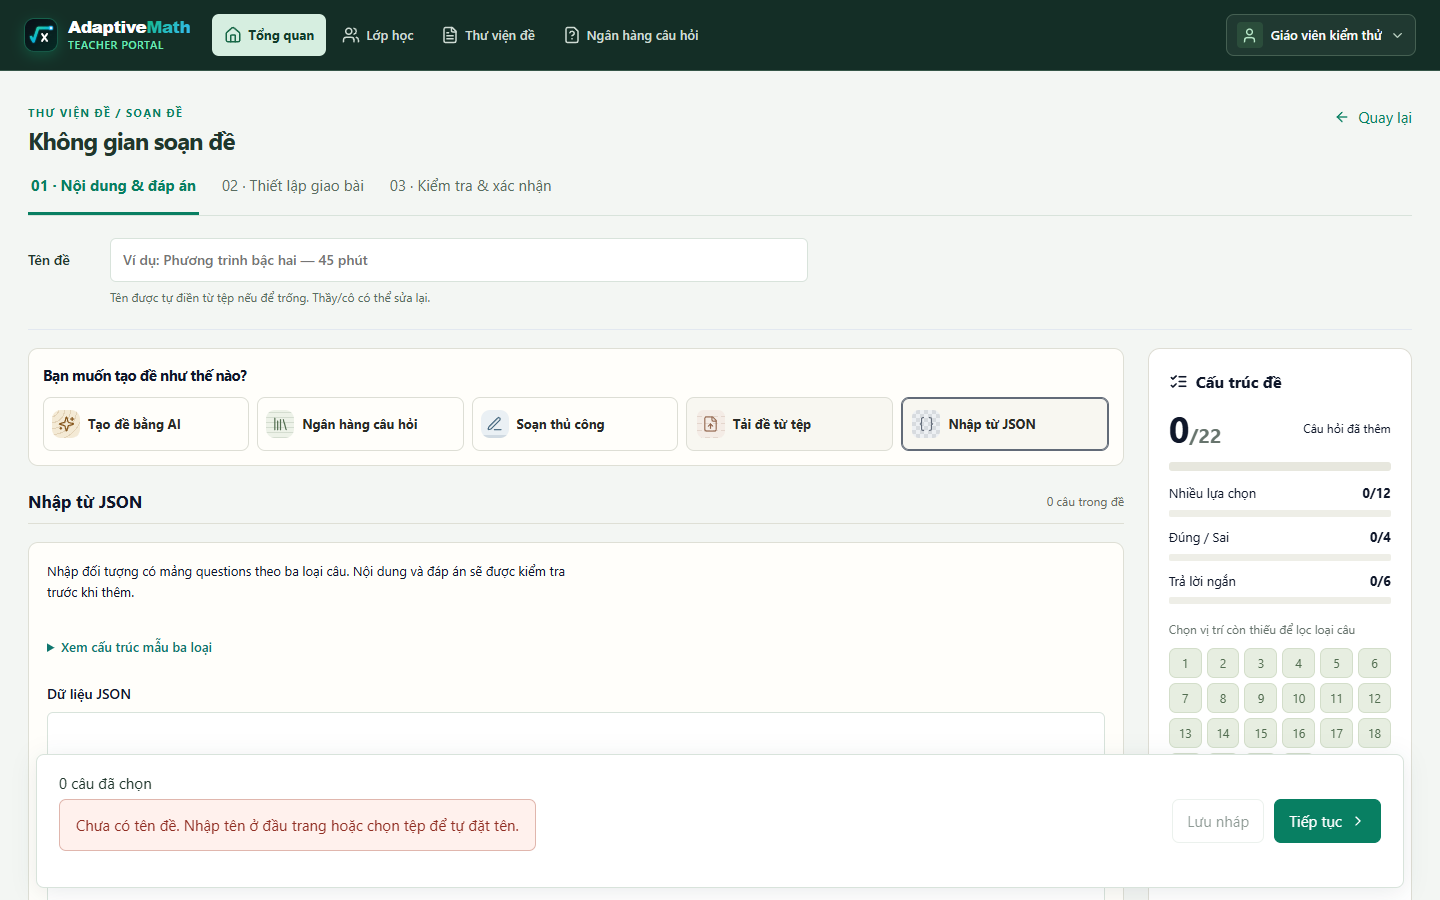 AdaptiveMath
TEACHER PORTAL
Tổng quan
Lớp học
Thư viện đề
Ngân hàng câu hỏi
Giáo viên kiểm thử
THƯ VIỆN ĐỀ / SOẠN ĐỀ
Quay lại
Không gian soạn đề
01 · Nội dung & đáp án
02 · Thiết lập giao bài
03 · Kiểm tra & xác nhận
Tên đề
Ví dụ: Phương trình bậc hai — 45 phút
Tên được tự điền từ tệp nếu để trống. Thầy/cô có thể sửa lại.
Bạn muốn tạo đề như thế nào?
Tạo đề bằng AI
Ngân hàng câu hỏi
Soạn thủ công
Tải đề từ tệp
Nhập từ JSON
Nhập từ JSON
0 câu trong đề
Nhập đối tượng có mảng questions theo ba loại câu. Nội dung và đáp án sẽ được kiểm tra
trước khi thêm.
Xem cấu trúc mẫu ba loại
Dữ liệu JSON
Cấu trúc đề
0/22
Câu hỏi đã thêm
Nhiều lựa chọn 0/12
Đúng / Sai 0/4
Trả lời ngắn 0/6
Chọn vị trí còn thiếu để lọc loại câu
1 2 3 4 5 6
7 8 9 10 11 12
13 14 15 16 17 18
0 câu đã chọn
Chưa có tên đề. Nhập tên ở đầu trang hoặc chọn tệp để tự đặt tên.
Lưu nháp
Tiếp tục